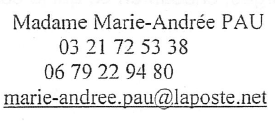 Madame Marie-Andrée PAU
03 21 72 53 38
06 79 22 94 80
marie-andree.pau@laposte.net